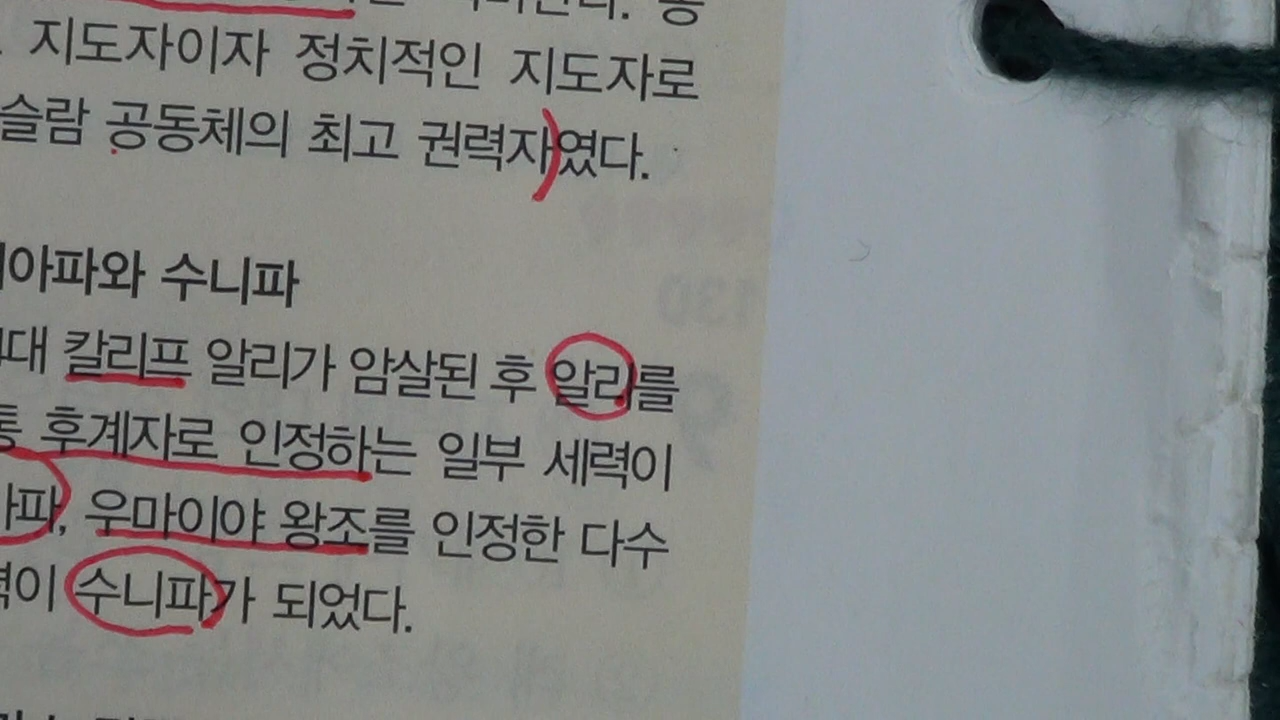 지도자이자 정치적인 지도자로
슬람 공동체의 최고 권력자였다.
아파와 수니파
대 칼리프 알리가 암살된 후 알리를
통 후계자로 인정하는 일부 세력이
파, 우마이야 왕조를 인정한 다수
이 수니파가 되었다.
130